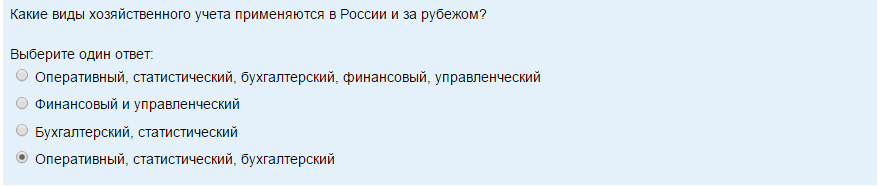 Какие виды хозяйственного учета применяются в России и за рубежом?
Выберите один ответ:
Оперативный, статистический, бухгалтерский, финансовый, управленческий
Финансовый и управленческий
Бухгалтерский, статистический
Оперативный, статистический, бухгалтерский